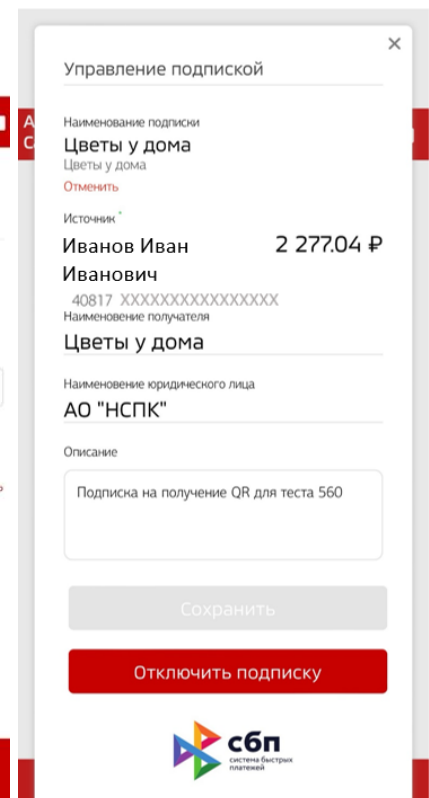 Управление подпиской
Наименование подписки
Цветы у дома
Цветы у дома
Отменить
Источник *
Иванов Иван 2 277.04 ₽
Иванович
40817 XXXXXXXXXXXXXXXX
Наименовение получателя
Цветы у дома
Наименовение юридического лица
АО "НСПК"
Описание
Подписка на получение QR для теста 560
Сохранить
Отключить подписку
сбп
система быстрых
платежей